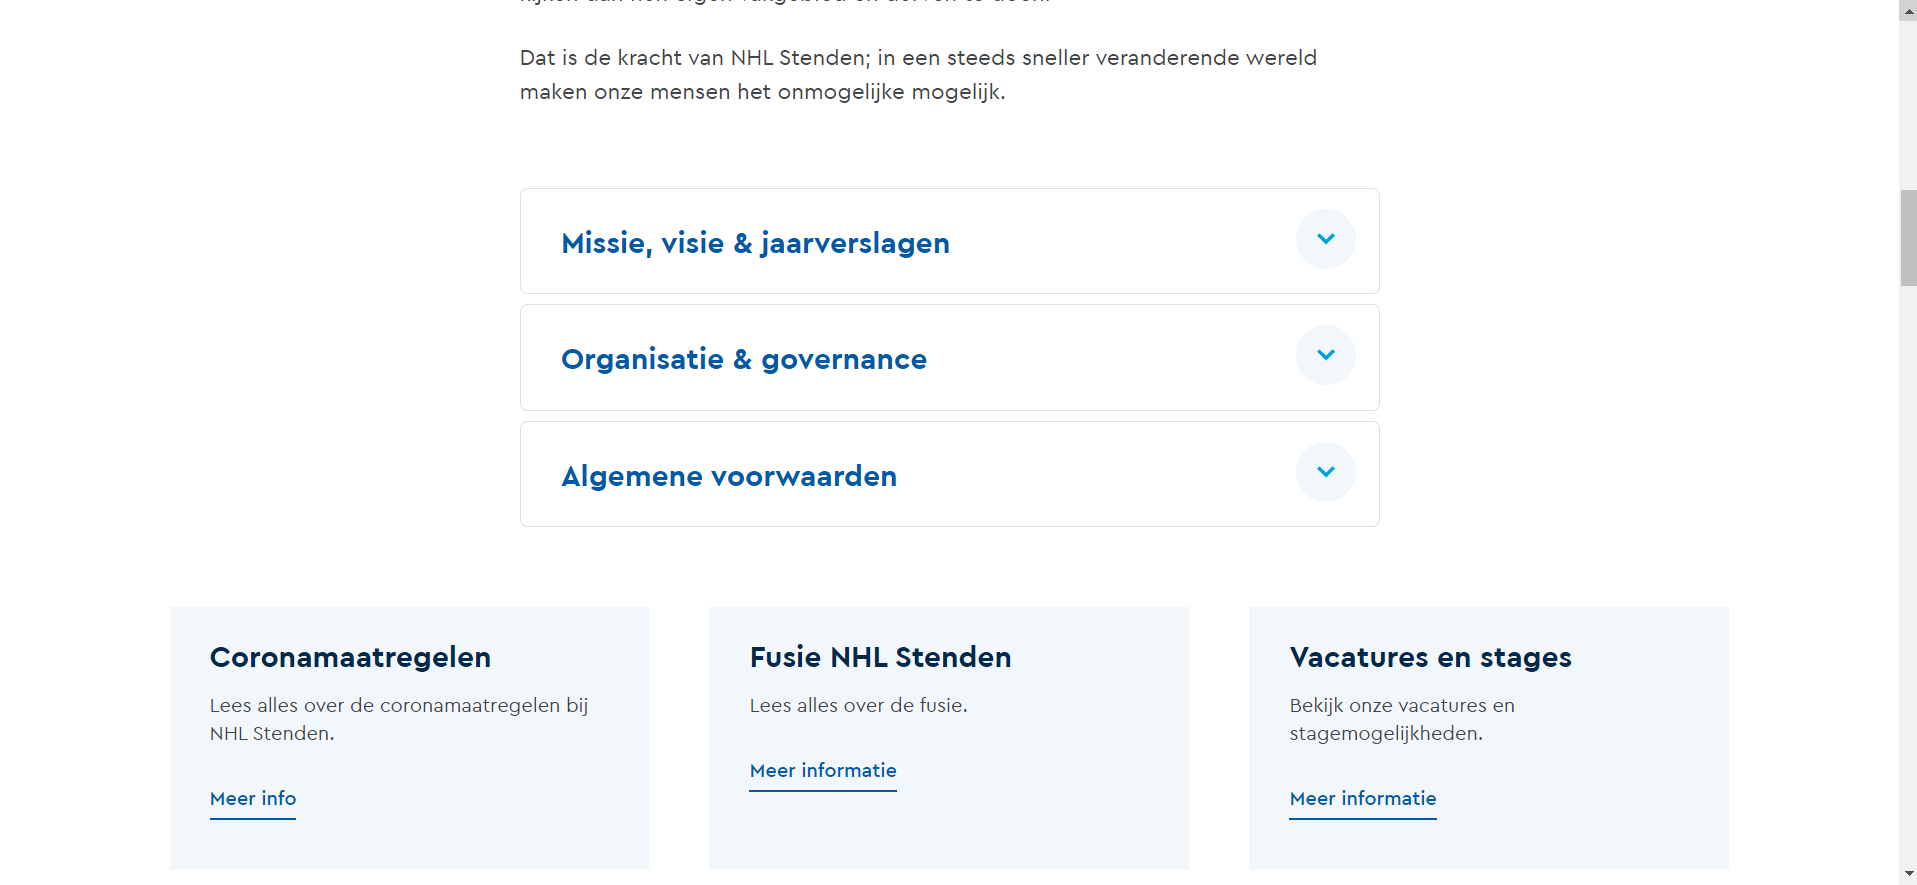 Dat is de kracht van NHL Stenden; in een steeds sneller veranderende wereld
maken onze mensen het onmogelijke mogelijk.
Missie, visie & jaarverslagen
Organisatie & governance
Algemene voorwaarden
Coronamaatregelen
Lees alles over de coronamaatregelen bij
NHL Stenden.
Meer info
Fusie NHL Stenden
Lees alles over de fusie.
Meer informatie
Vacatures en stages
Bekijk onze vacatures en
stagemogelijkheden.
Meer informatie